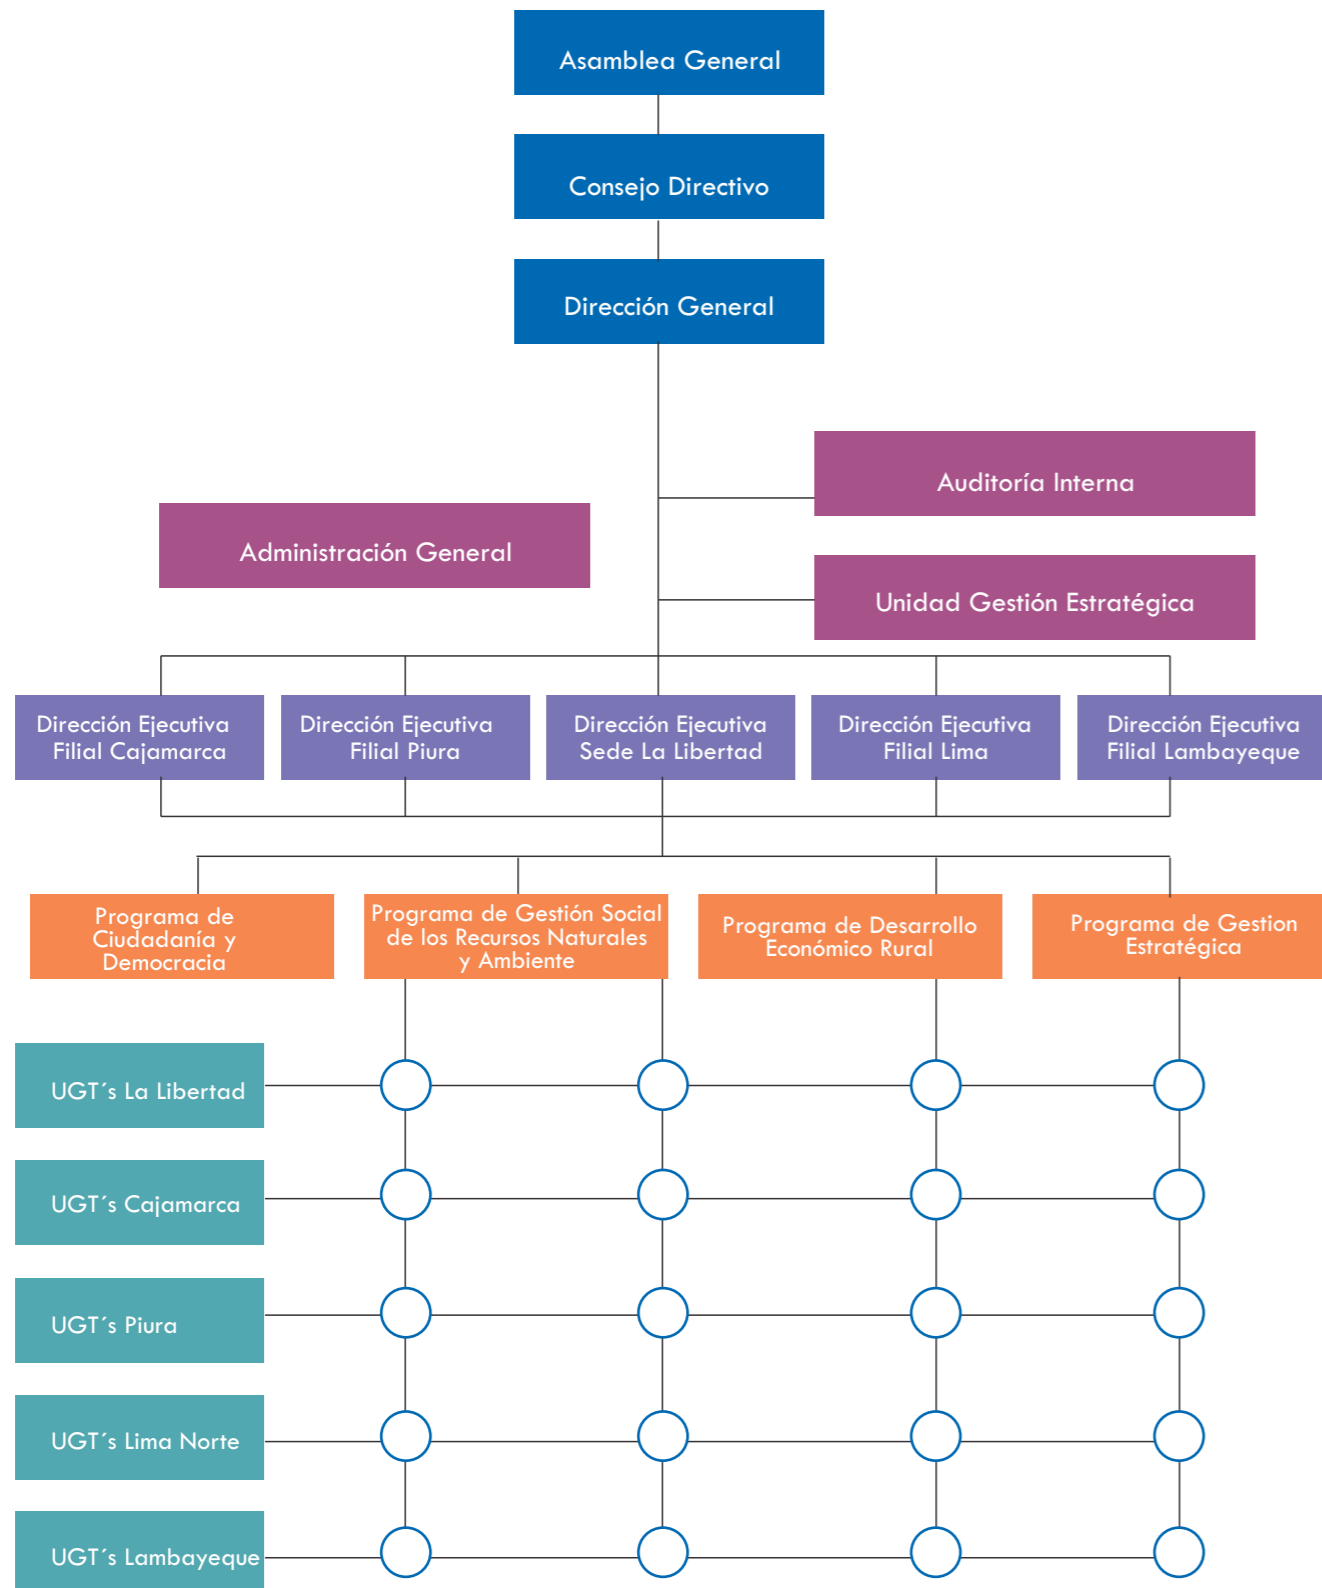 Asamblea General
Consejo Directivo
Dirección General
Auditoría Interna
Administración General
Unidad Gestión Estratégica
Dirección Ejecutiva
Filial Cajamarca
Dirección Ejecutiva
Filial Piura
Dirección Ejecutiva
Sede La Libertad
Dirección Ejecutiva
Filial Lima
Dirección Ejecutiva
Filial Lambayeque
Programa de
Ciudadanía y
Democracia
Programa de Gestión Social
de los Recursos Naturales
y Ambiente
Programa de Desarrollo
Económico Rural
Programa de Gestion
Estratégica
UGT´s La Libertad
UGT´s Cajamarca
UGT´s Piura
UGT´s Lima Norte
UGT´s Lambayeque